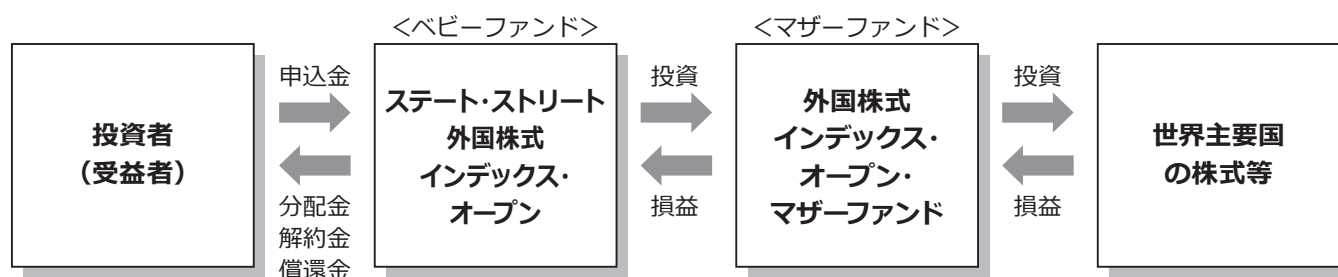 ＜ベビーファンド＞
＜マザーファンド＞
投資者
（受益者）
申込金
分配金
解約金
償還金
ステート・ストリート
外国株式
インデックス・
オープン
投資
損益
外国株式
インデックス・
オープン・
マザーファンド
投資
損益
世界主要国
の株式等